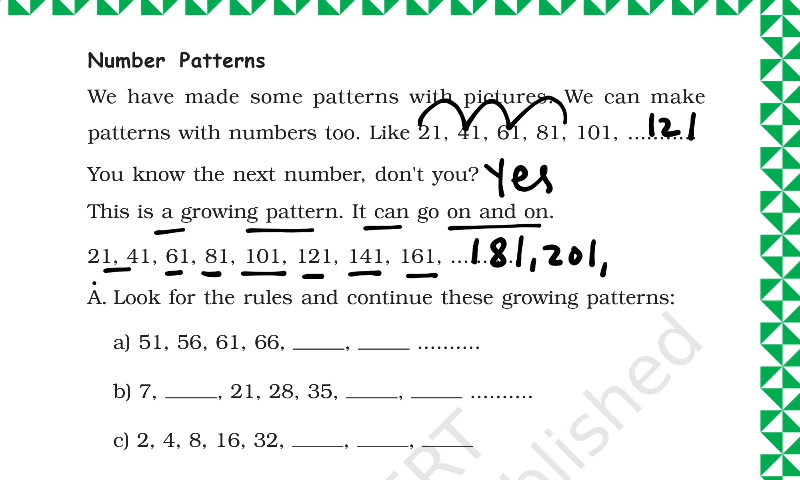 Number Patterns
We have made some patterns with pictures. We can make
patterns with numbers too. Like 21, 41, 61, 81, 101, ........... 121
You know the next number, don't you? Yes
This is a growing pattern. It can go on and on.
21, 41, 61, 81, 101, 121, 141, 161, ........... 181, 201,
A. Look for the rules and continue these growing patterns:
a) 51, 56, 61, 66, _____, _____ ..........
b) 7, _____, 21, 28, 35, _____, _____ ..........
c) 2, 4, 8, 16, 32, _____, _____, _____